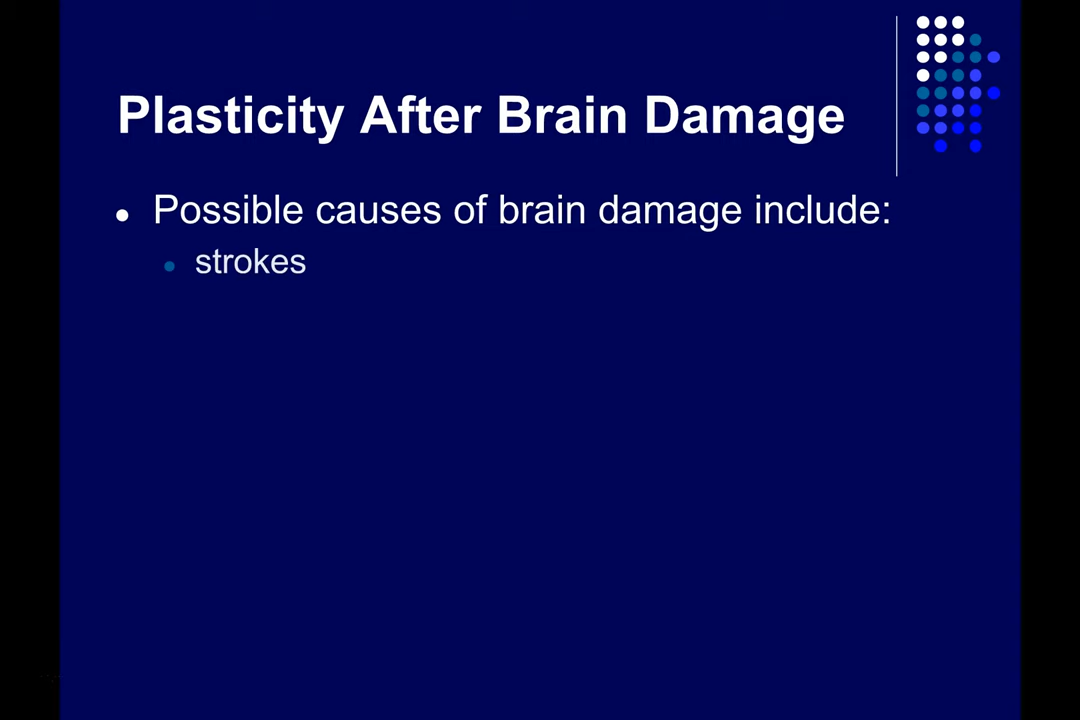 Plasticity After Brain Damage
Possible causes of brain damage include:
strokes